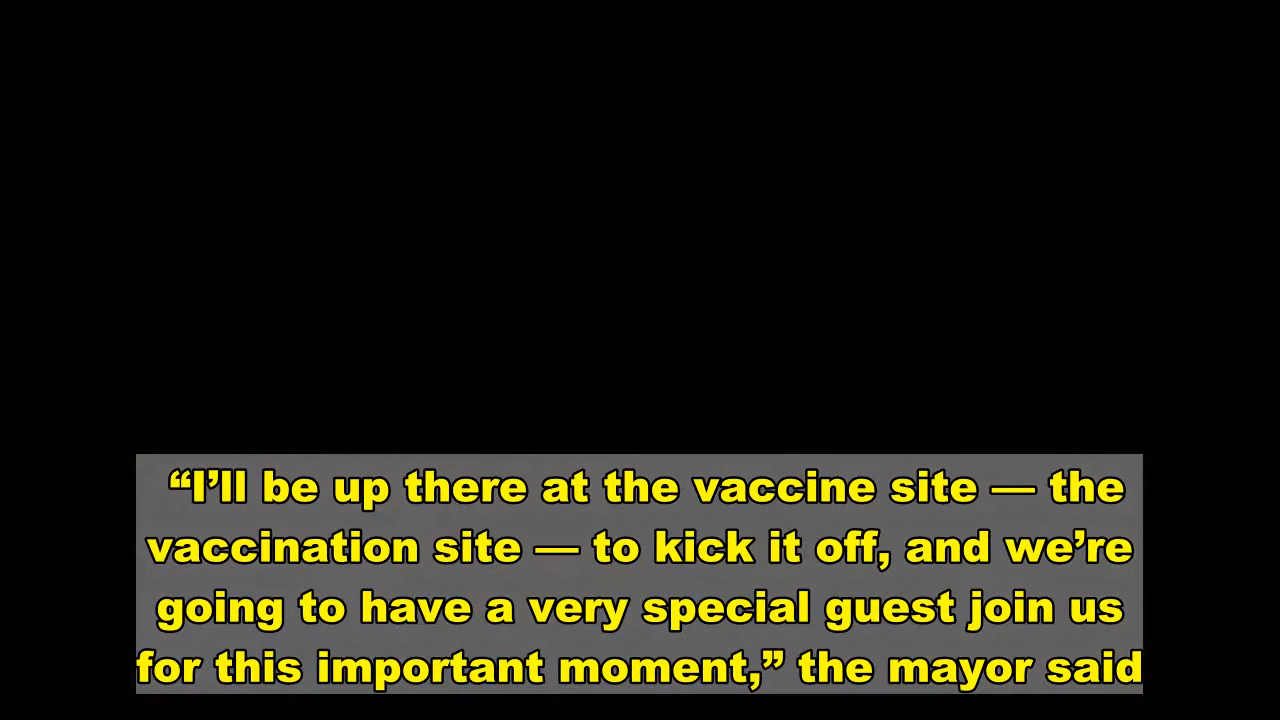 “I’ll be up there at the vaccine site — the
vaccination site — to kick it off, and we’re
going to have a very special guest join us
for this important moment,” the mayor said